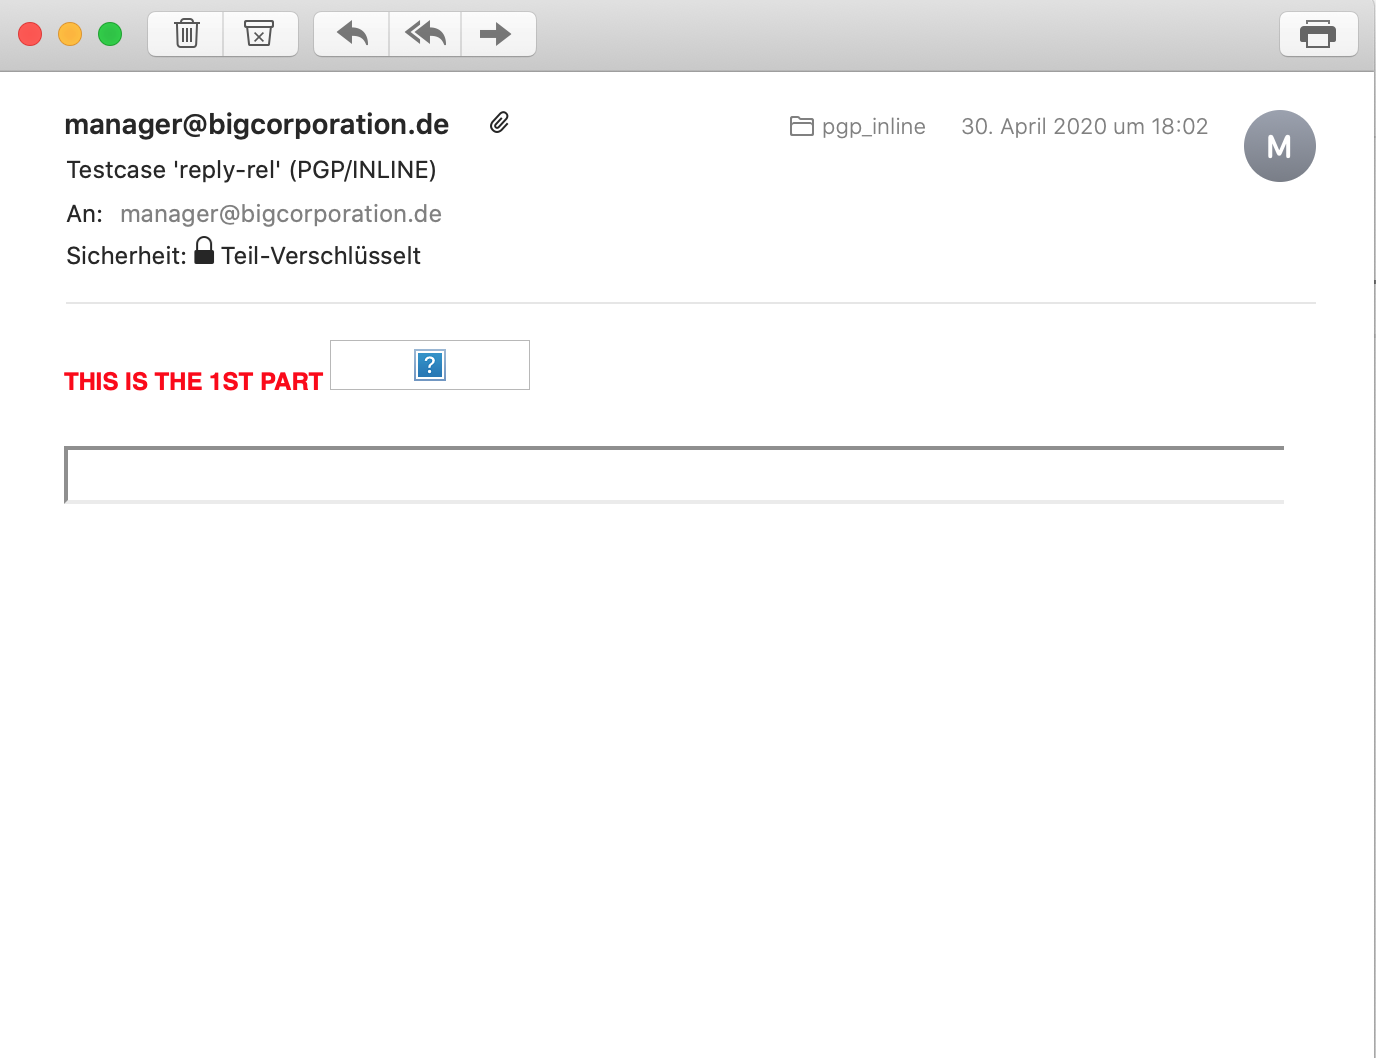 manager@bigcorporation.de
pgp_inline
30. April 2020 um 18:02
M
Testcase 'reply-rel' (PGP/INLINE)
An: manager@bigcorporation.de
Sicherheit: Teil-Verschlüsselt
THIS IS THE 1ST PART
?